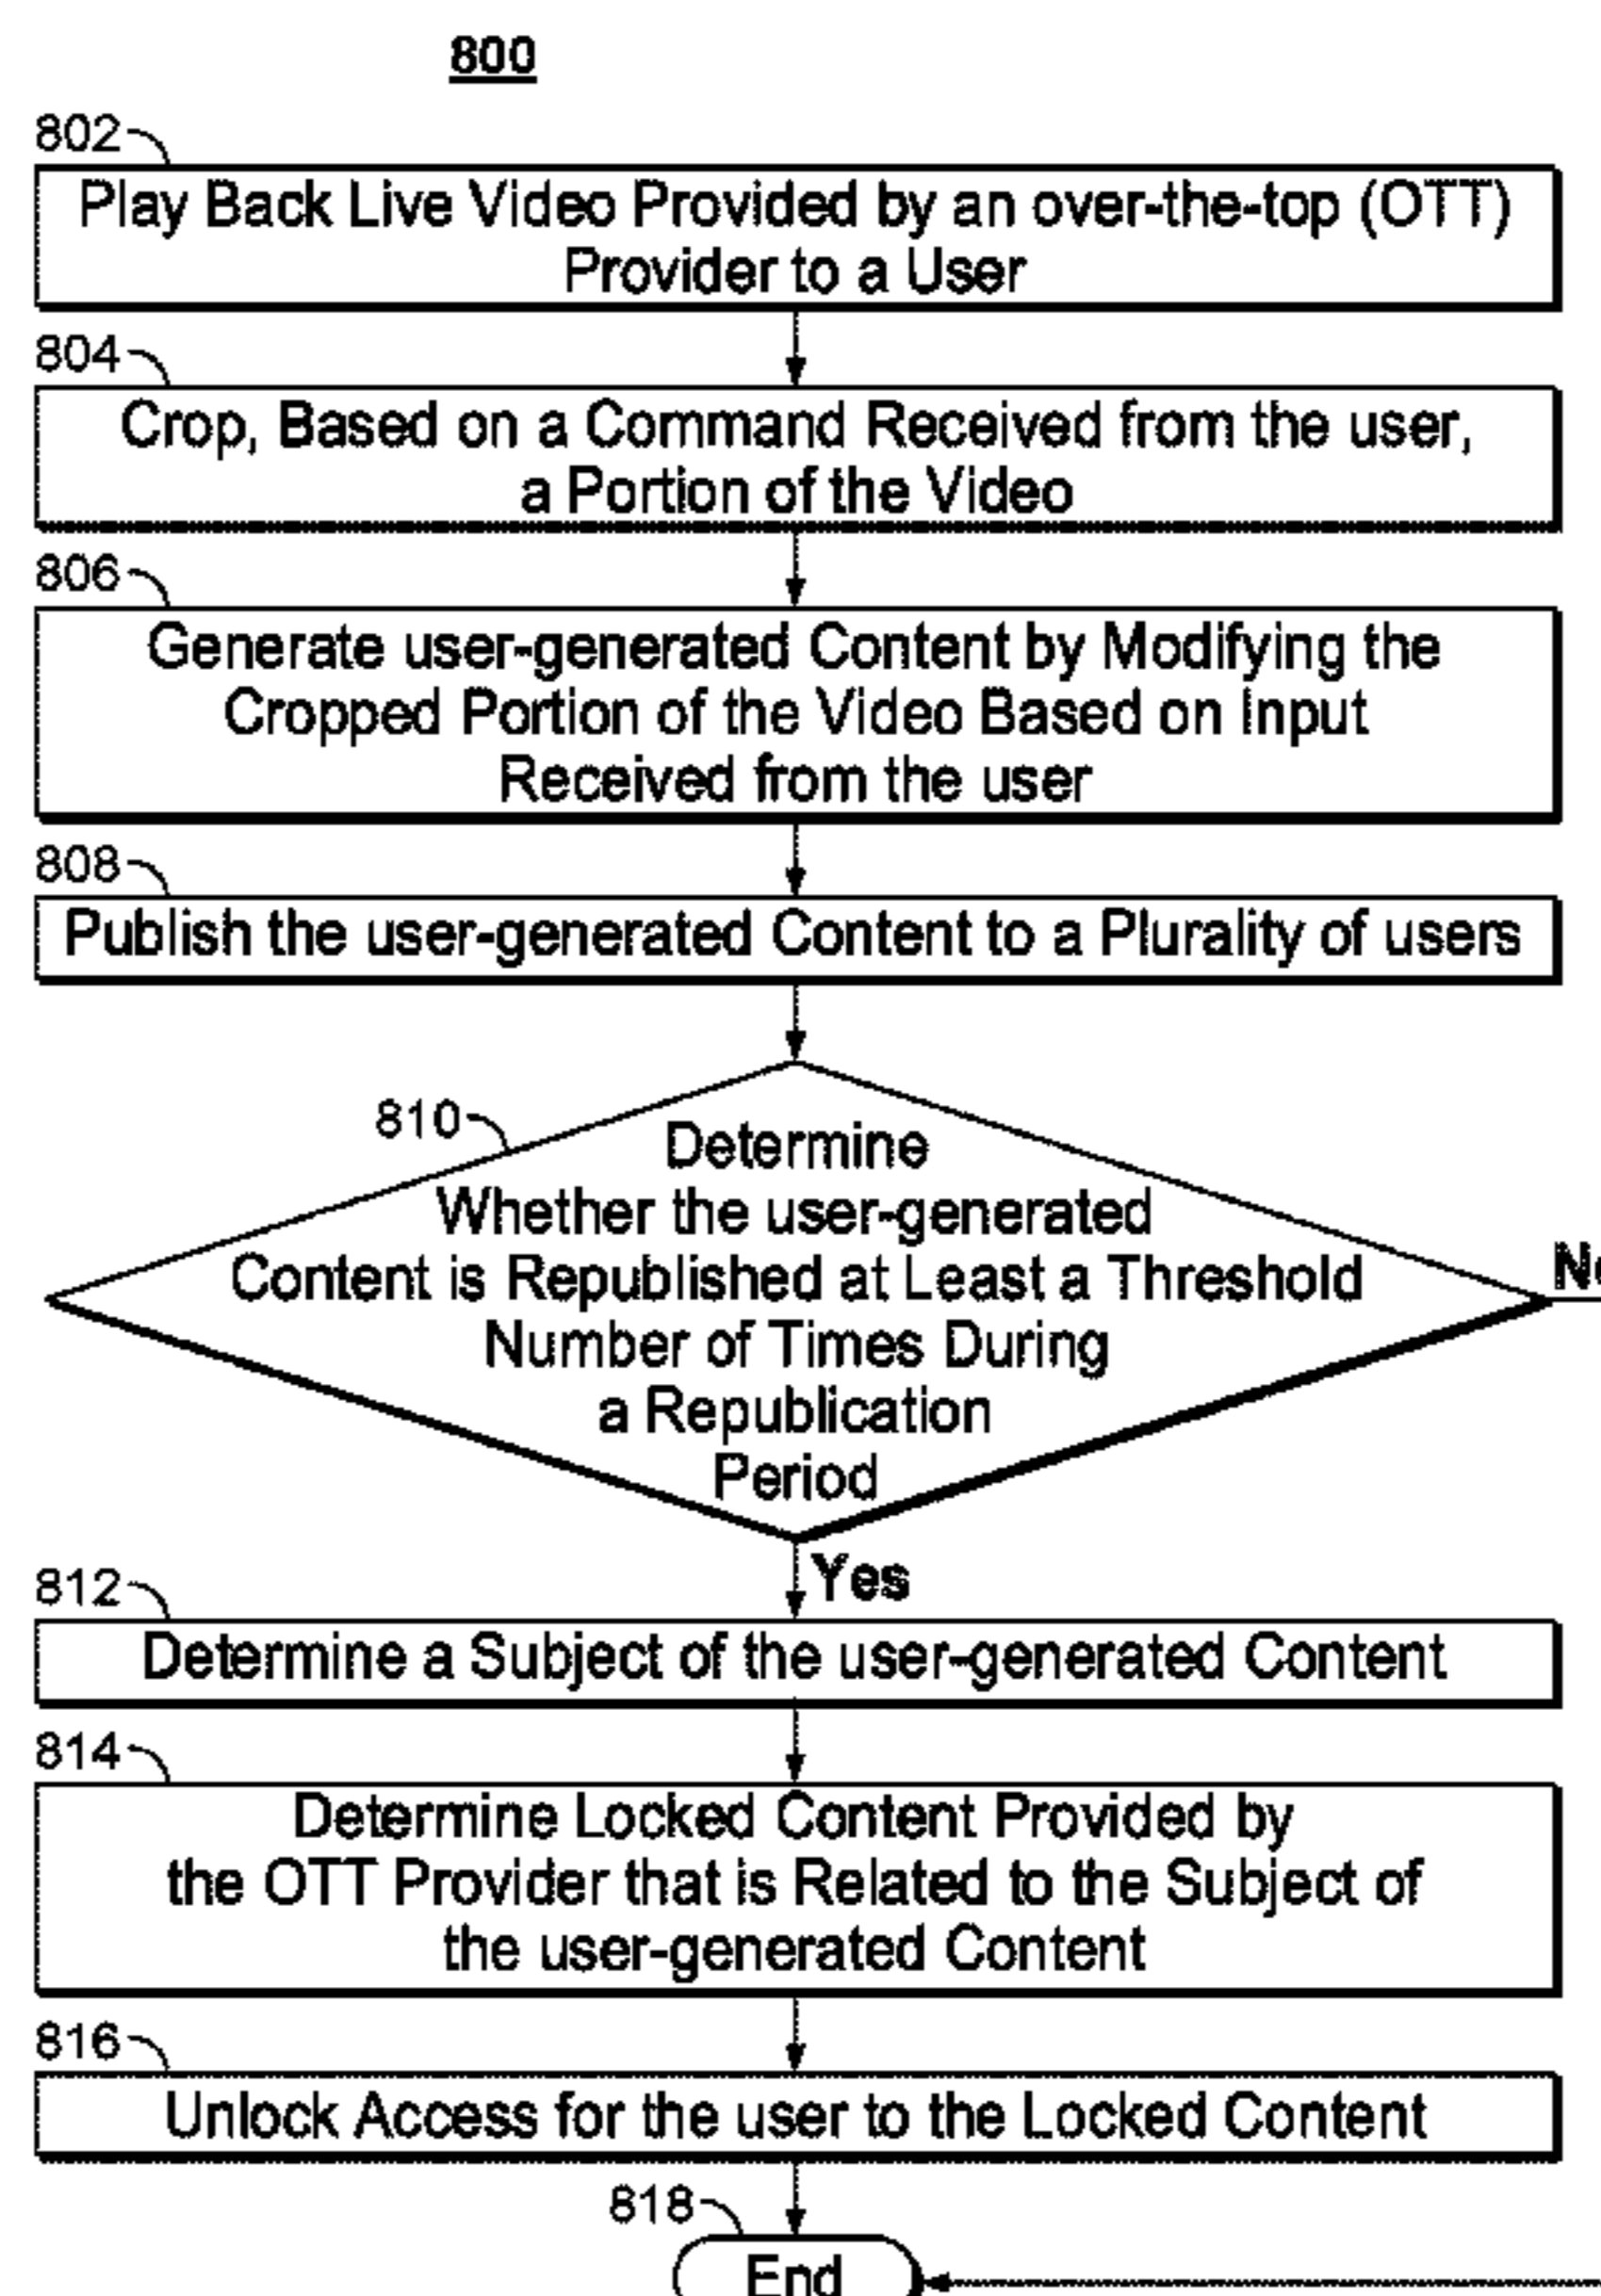 800
802
Play Back Live Video Provided by an over-the-top (OTT)
Provider to a User
804
Crop, Based on a Command Received from the user,
a Portion of the Video
806
Generate user-generated Content by Modifying the
Cropped Portion of the Video Based on Input
Received from the user
808
Publish the user-generated Content to a Plurality of users
810
Determine
Whether the user-generated
Content is Republished at Least a Threshold
Number of Times During
a Republication
Period
Yes
812
Determine a Subject of the user-generated Content
814
Determine Locked Content Provided by
the OTT Provider that is Related to the Subject of
the user-generated Content
816
Unlock Access for the user to the Locked Content
818
End